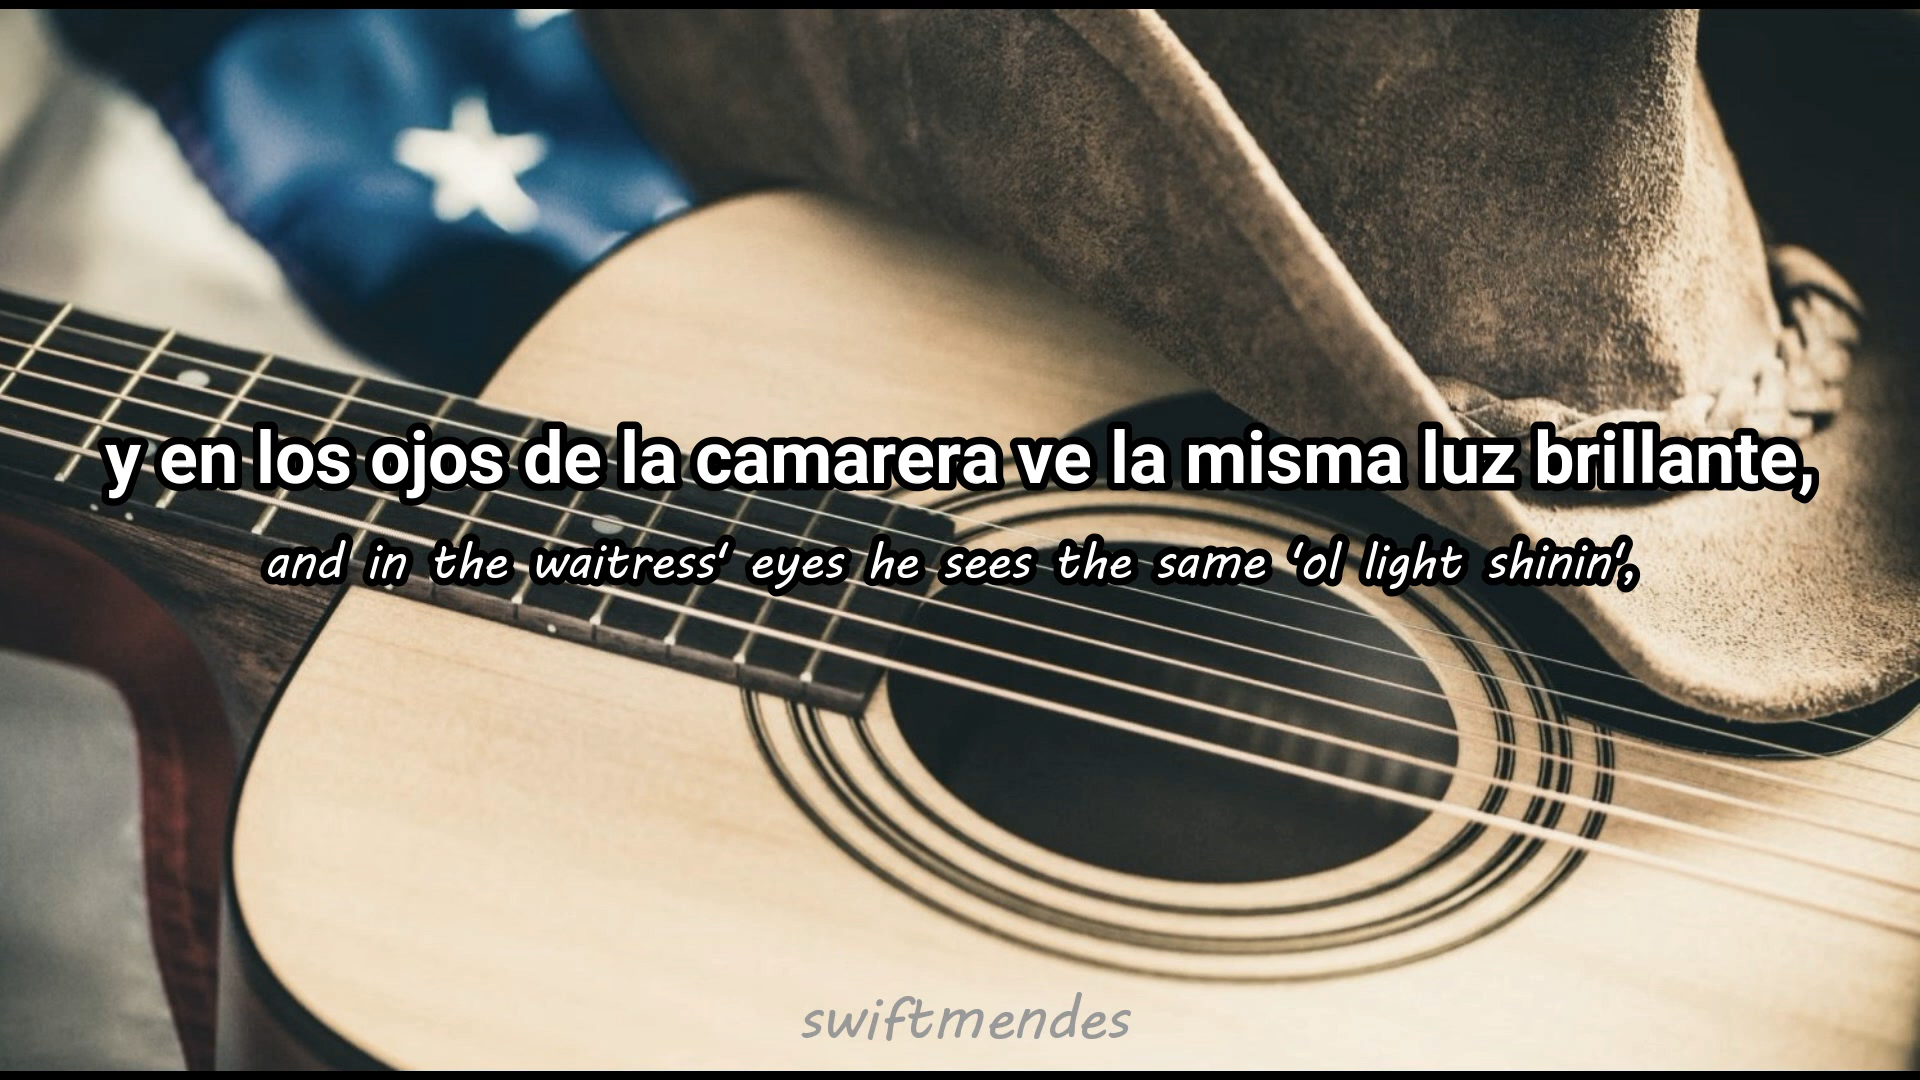 y en los ojos de la camarera ve la misma luz brillante,
and in the waitress' eyes he sees the same 'ol light shinin',
swiftmendes